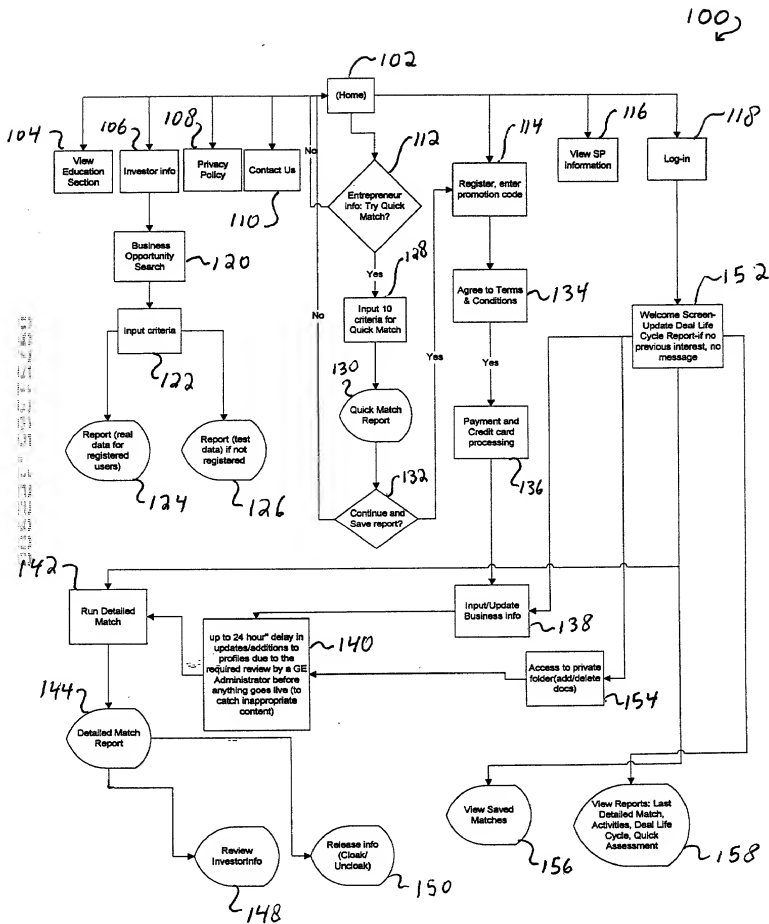 100
102
(Home)
104
106
108
112
114
116
118
No
View
Education
Section
Investor info
Privacy
Policy
Contact Us
110
Entrepreneur
info: Try Quick
Match?
Register, enter
promotion code
View SP
Information
Log-in
Business
Opportunity
Search
120
Yes
128
Input 10
criteria for
Quick Match
Agree to Terms
& Conditions
134
152
Welcome Screen-
Update Deal Life
Cycle Report-if no
previous interest, no
message
Input criteria
122
No
Yes
Yes
130
Quick Match
Report
Report (real
data for
registered
users)
124
Report (test
data) if not
registered
126
Payment and
Credit card
processing
136
132
Continue and
Save report?
142
Run Detailed
Match
Input/Update
Business info
138
up to 24 hour" delay in
updates/additions to
profiles due to the
required review by a GE
Administrator before
anything goes live (to
catch inappropriate
content)
140
Access to private
folder(add/delete
docs)
154
144
Detailed Match
Report
View Saved
Matches
156
View Reports: Last
Detailed Match,
Activities, Deal Life
Cycle, Quick
Assessment
158
Review
InvestorInfo
148
Release info
(Cloak/
Uncloak)
150